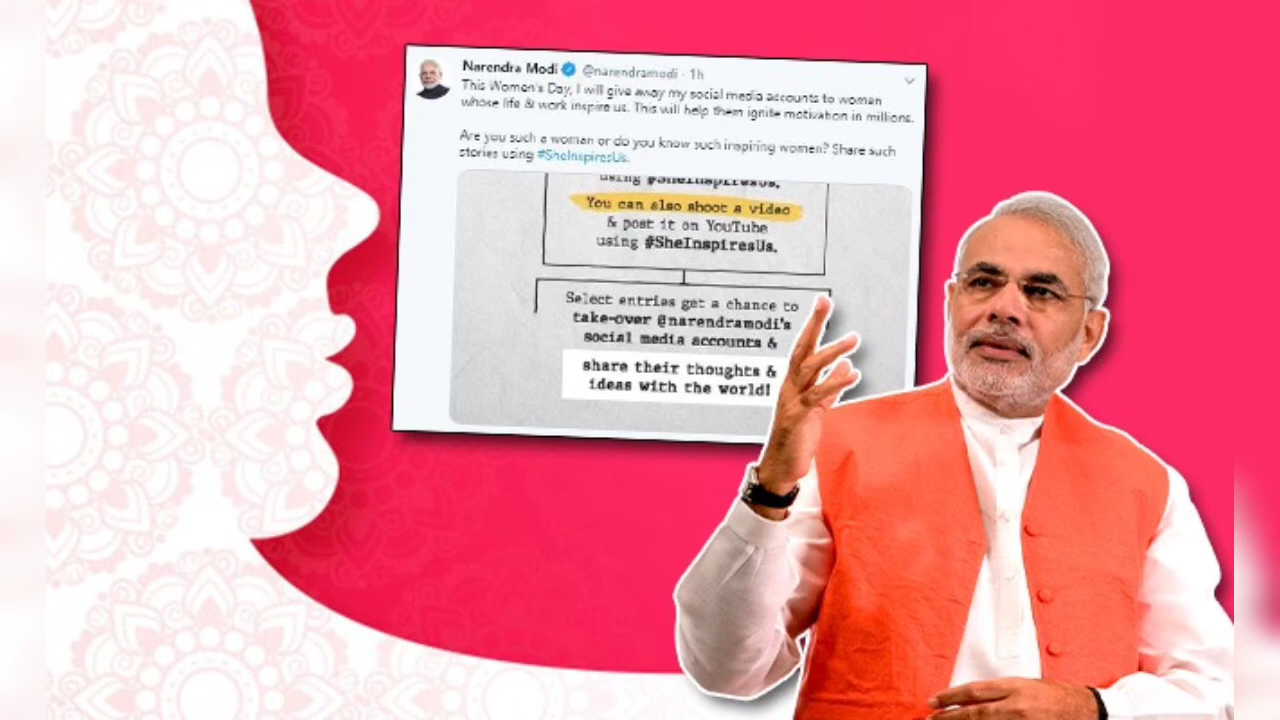 Narendra Modi @narendramodi · 1h
This Women's Day, I will give away my social media accounts to women
whose life & work inspire us. This will help them ignite motivation in millions.
Are you such a woman or do you know such inspiring women? Share such
stories using #SheInspiresUs.
using #SheInspiresUs.
You can also shoot a video
& post it on YouTube
using #SheInspiresUs.
Select entries get a chance to
take-over @narendramodi's
social media accounts &
share their thoughts &
ideas with the world!